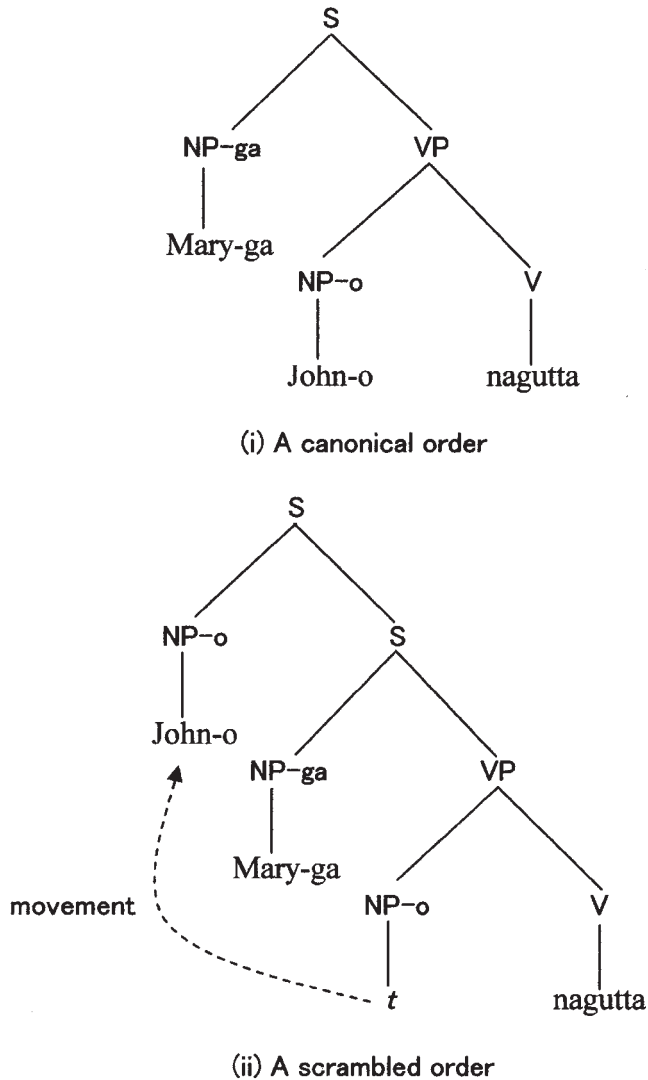 S
NP-ga VP
Mary-ga
NP-o V
John-o nagutta
(i) A canonical order
S
NP-o S
John-o
NP-ga VP
Mary-ga
NP-o V
movement
t nagutta
(ii) A scrambled order